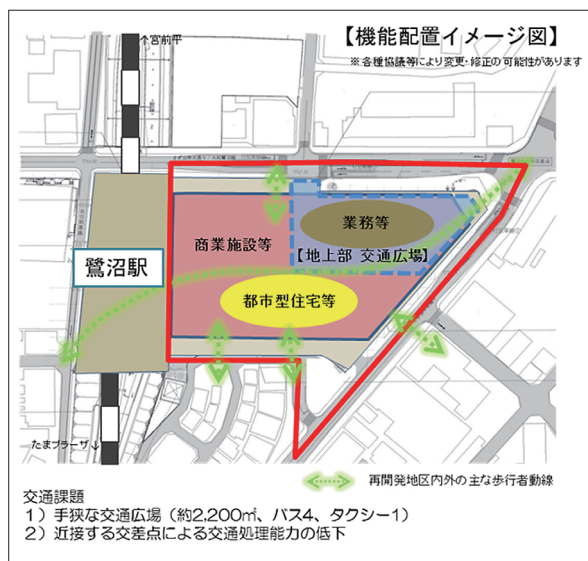 【機能配置イメージ図】
※各種協議等により変更・修正の可能性があります
↑宮前平
業務等
商業施設等
【地上部 交通広場】
鷺沼駅
都市型住宅等
たまプラーザ↓
再開発地区内外の主な歩行者動線
交通課題
1）手狭な交通広場（約2,200㎡、バス4、タクシー1）
2）近接する交差点による交通処理能力の低下